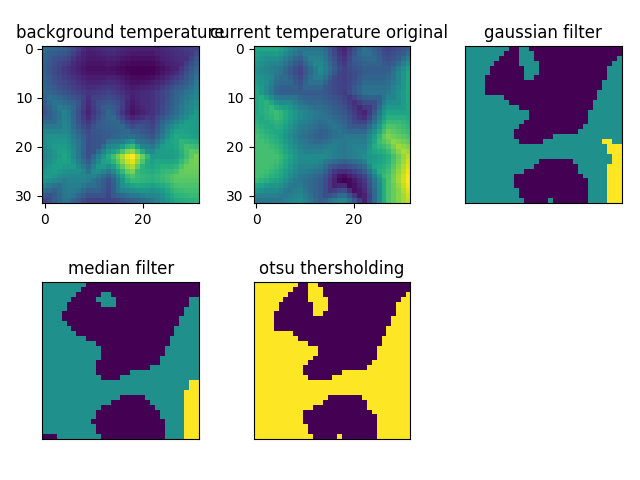 background temperature
current temperature original
gaussian filter
0
10
20
30
0
20
0
10
20
30
0
20
median filter
otsu thersholding